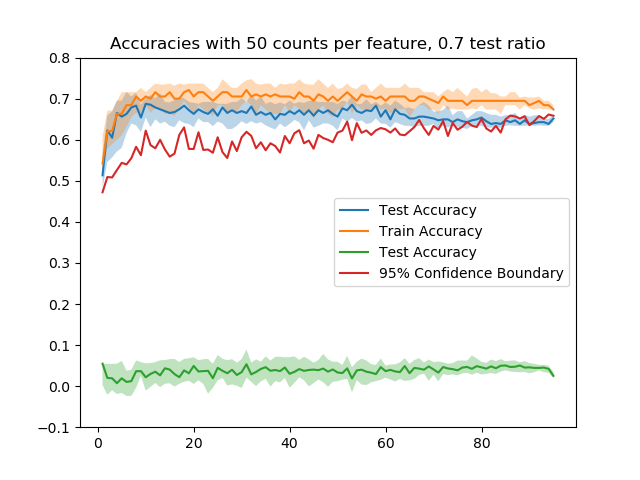 Accuracies with 50 counts per feature, 0.7 test ratio
0.8
0.7
0.6
0.5
0.4
0.3
0.2
0.1
0.0
−0.1
Test Accuracy
Train Accuracy
Test Accuracy
95% Confidence Boundary
0 20 40 60 80